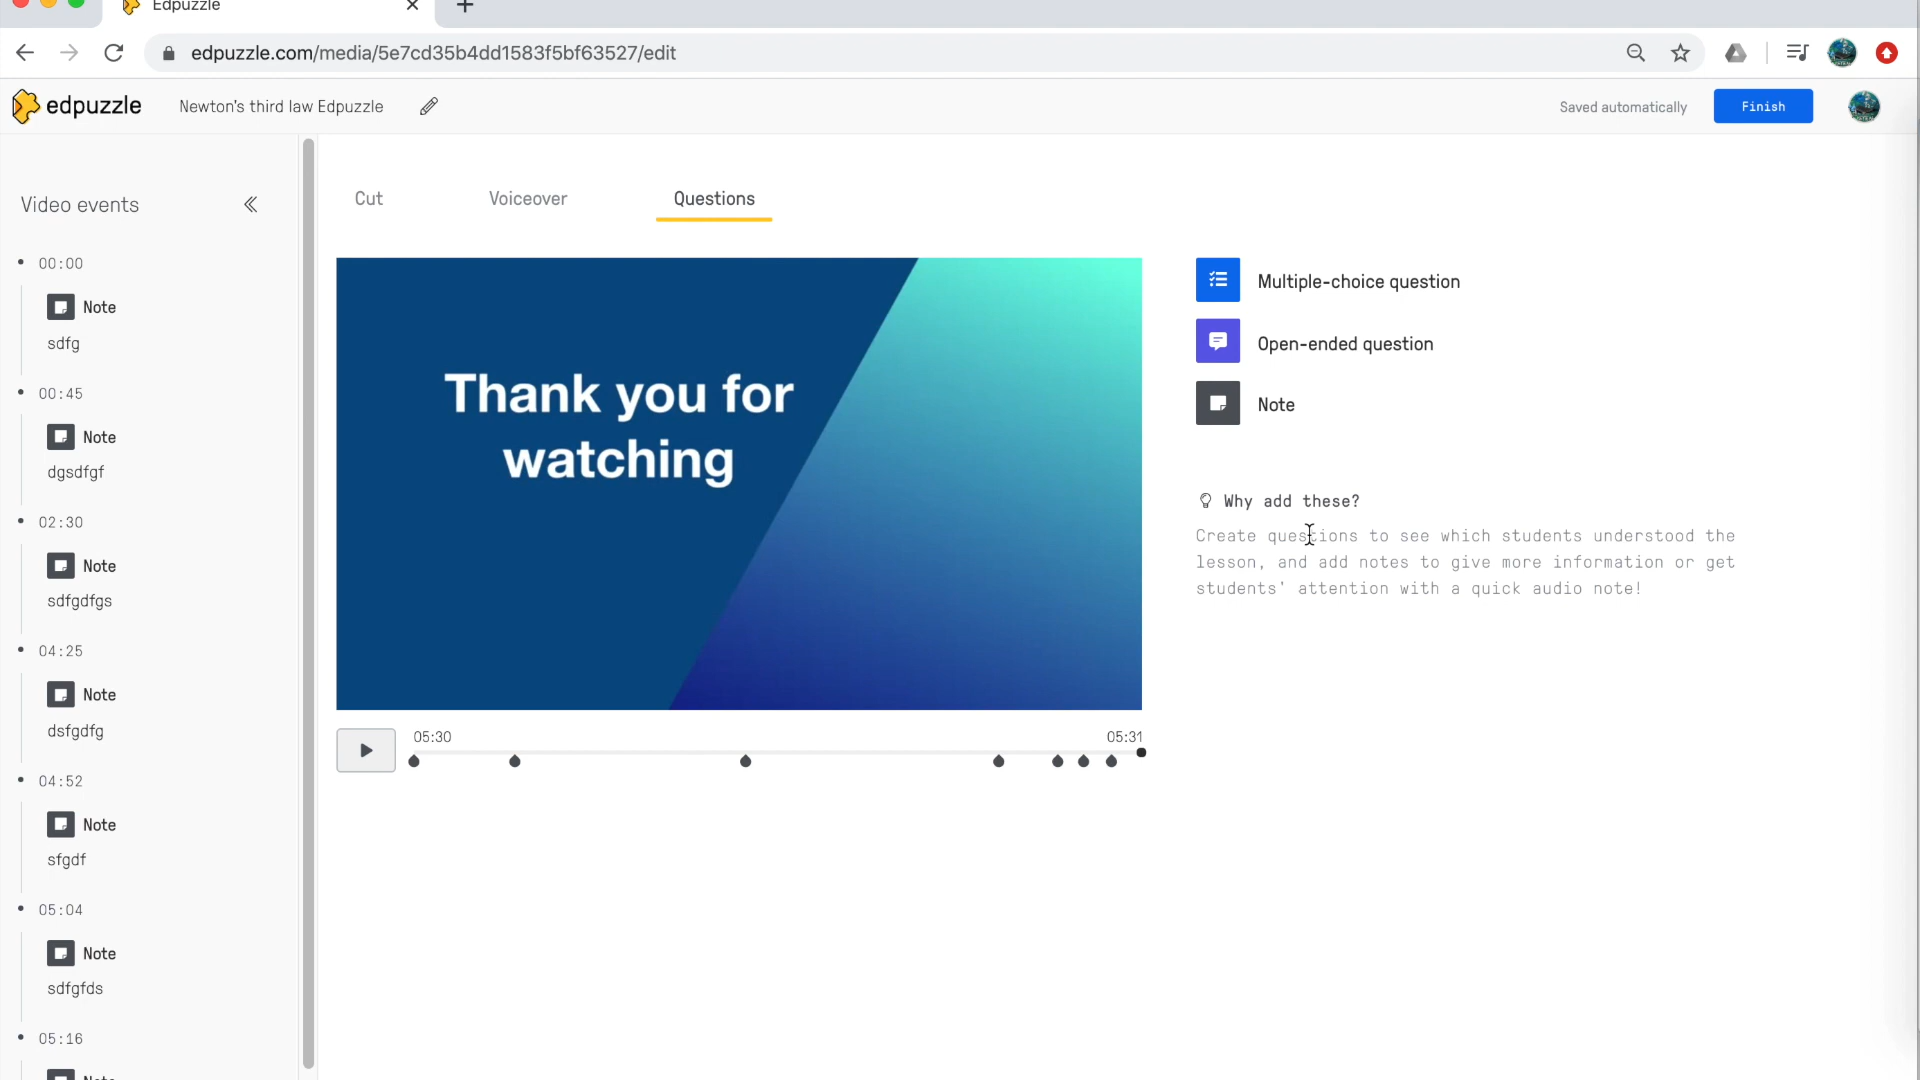 Edpuzzle
edpuzzle.com/media/5e7cd35b4dd1583f5bf63527/edit
edpuzzle
Newton's third law Edpuzzle
Saved automatically
Finish
Video events
00:00
Note
sdfg
00:45
Note
dgsdfgf
02:30
Note
sdfgdfgs
04:25
Note
dsfgdfg
04:52
Note
sfgdf
05:04
Note
sdfgfds
05:16
Note
Cut
Voiceover
Questions
Thank you for
watching
05:30
05:31
Multiple-choice question
Open-ended question
Note
Why add these?
Create questions to see which students understood the
lesson, and add notes to give more information or get
students' attention with a quick audio note!